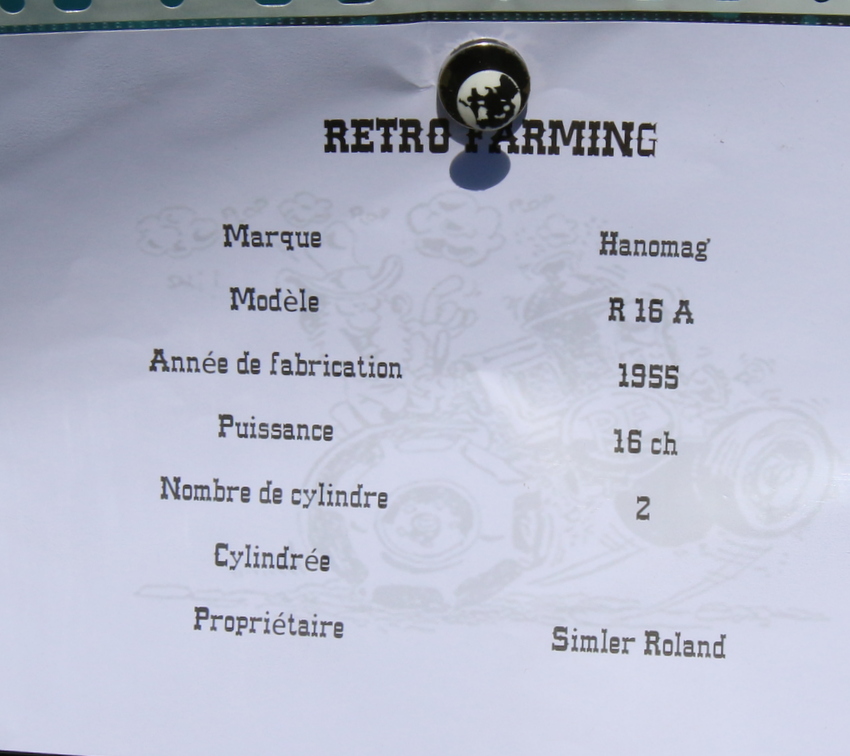 RETRO FARMING
Marque Hanomag
Modèle R 16 A
Année de fabrication 1955
Puissance 16 ch
Nombre de cylindre 2
Cylindrée
Propriétaire Simler Roland